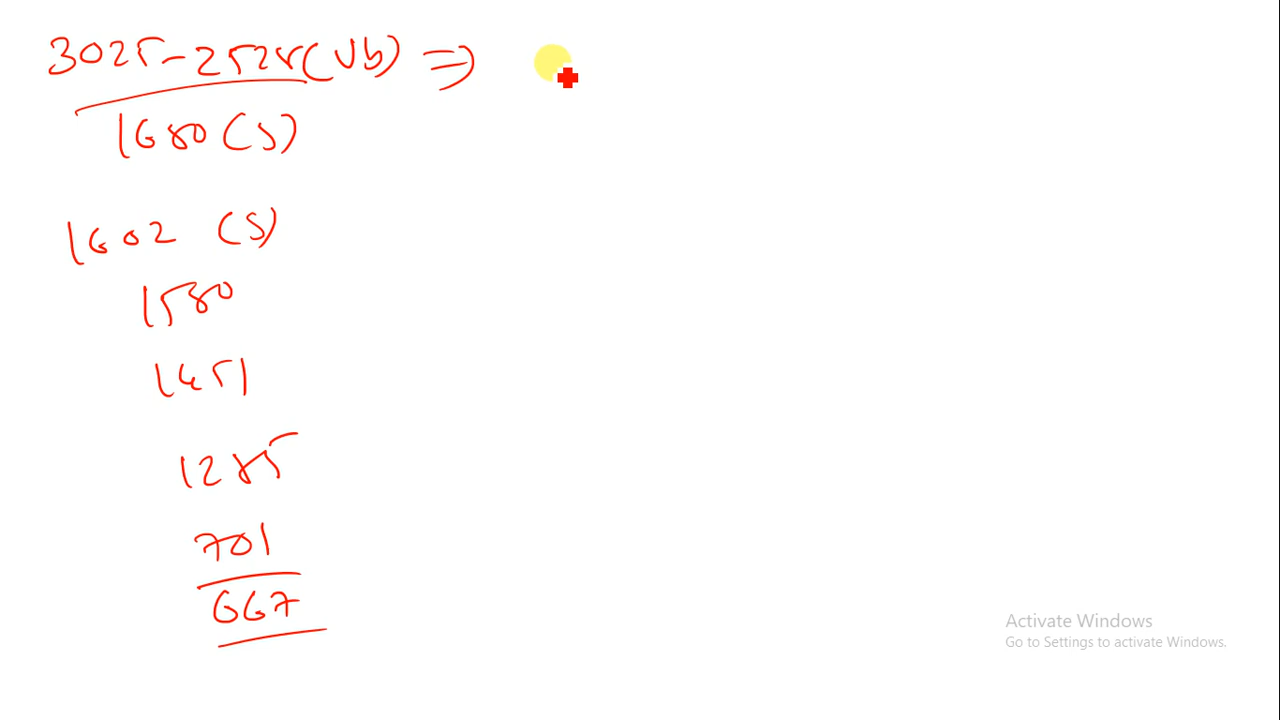 3025-2525(Vb) ⇒
1680(S)
1602 (S)
1580
1451
1285
701
667
Activate Windows
Go to Settings to activate Windows.